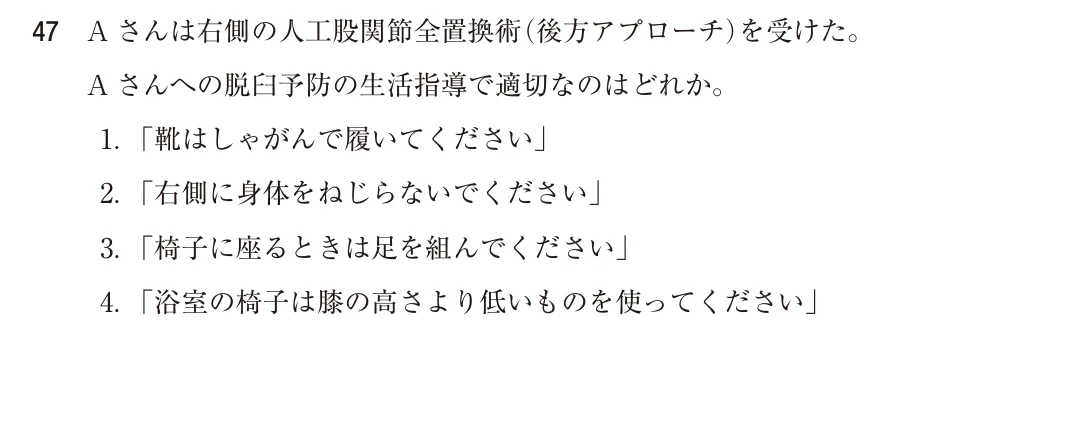 47 A さんは右側の人工股関節全置換術(後方アプローチ)を受けた。
A さんへの脱臼予防の生活指導で適切なのはどれか。
1. 「靴はしゃがんで履いてください」
2. 「右側に身体をねじらないでください」
3. 「椅子に座るときは足を組んでください」
4. 「浴室の椅子は膝の高さより低いものを使ってください」